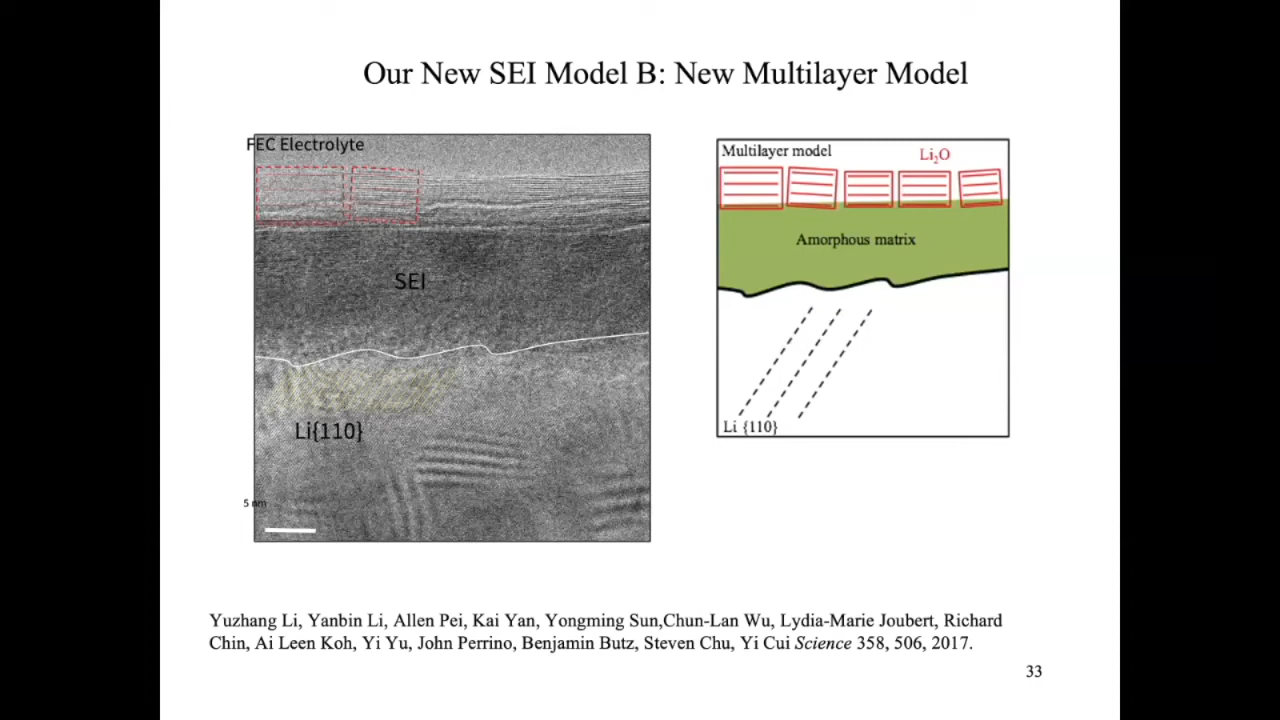 Our New SEI Model B: New Multilayer Model
FEC Electrolyte
SEI
Li{110}
5 nm
Multilayer model
Li₂O
Amorphous matrix
Li {110}
Yuzhang Li, Yanbin Li, Allen Pei, Kai Yan, Yongming Sun,Chun-Lan Wu, Lydia-Marie Joubert, Richard
Chin, Ai Leen Koh, Yi Yu, John Perrino, Benjamin Butz, Steven Chu, Yi Cui Science 358, 506, 2017.
33